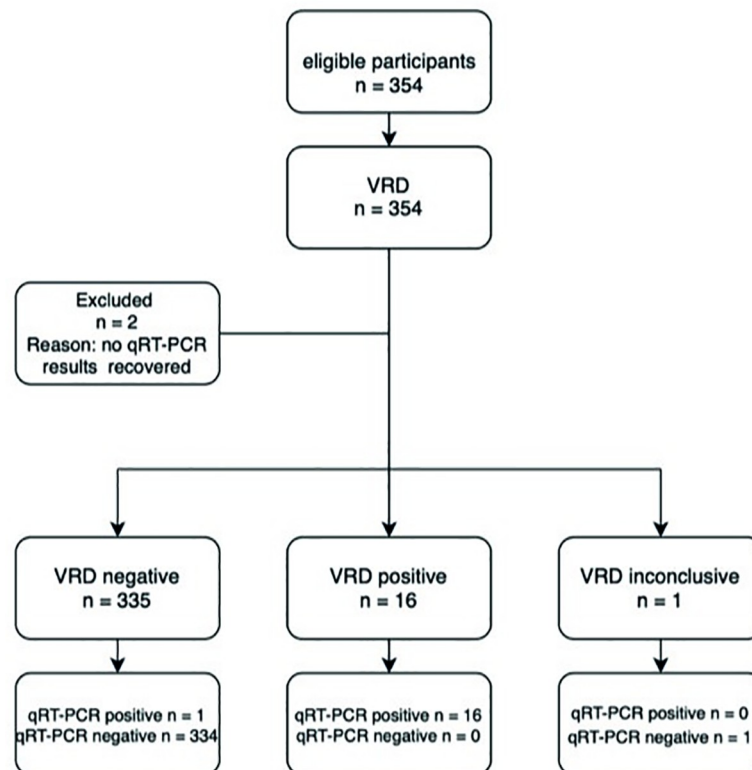 eligible participants
n = 354
VRD
n = 354
Excluded
n = 2
Reason: no qRT-PCR
results recovered
VRD negative
n = 335
VRD positive
n = 16
VRD inconclusive
n = 1
qRT-PCR positive n = 1
qRT-PCR negative n = 334
qRT-PCR positive n = 16
qRT-PCR negative n = 0
qRT-PCR positive n = 0
qRT-PCR negative n = 1